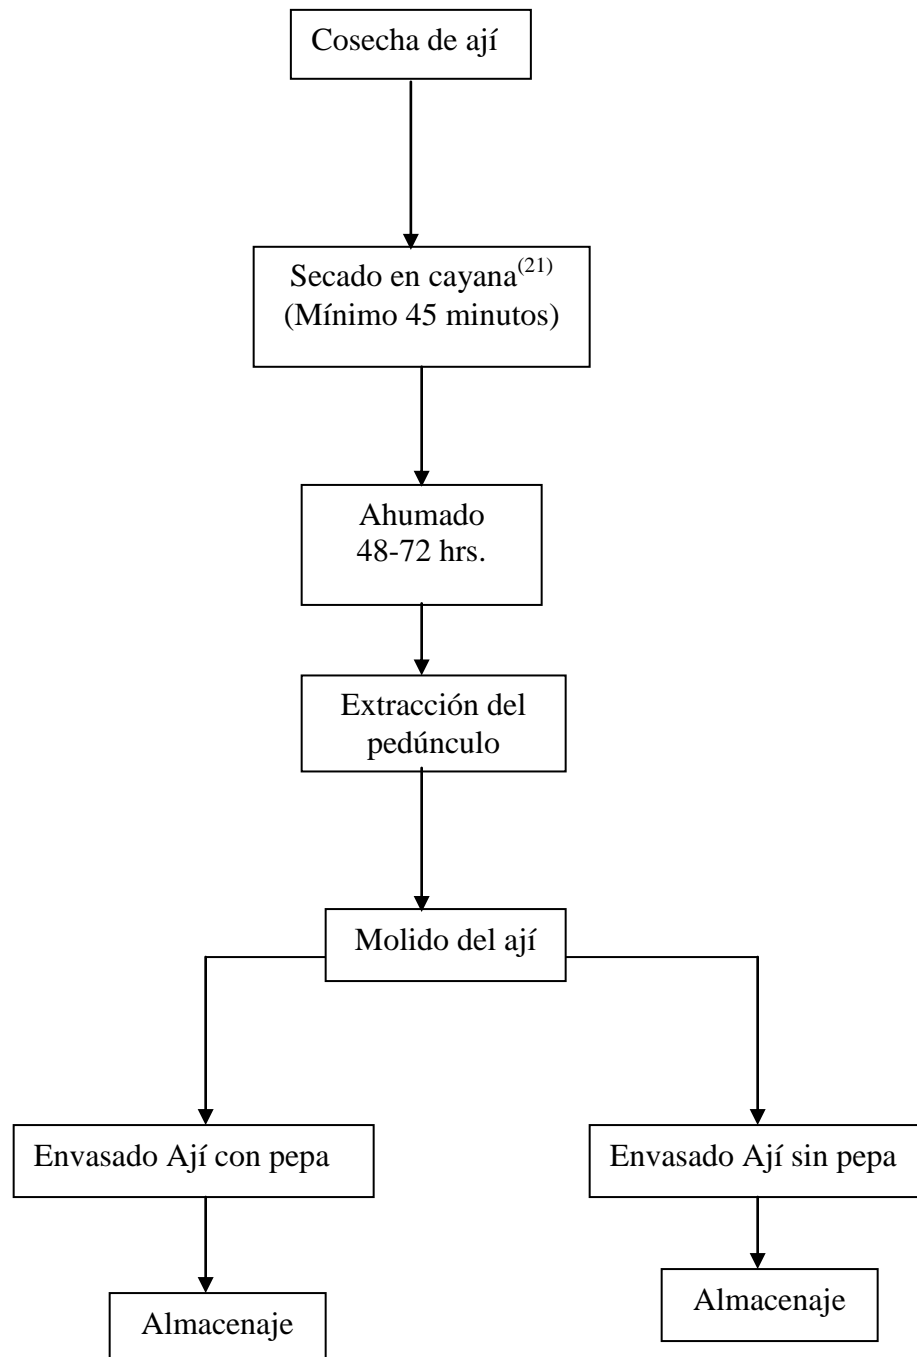 Cosecha de ají
Secado en cayana(21)
(Mínimo 45 minutos)
Ahumado
48-72 hrs.
Extracción del
pedúnculo
Molido del ají
Envasado Ají con pepa
Envasado Ají sin pepa
Almacenaje
Almacenaje